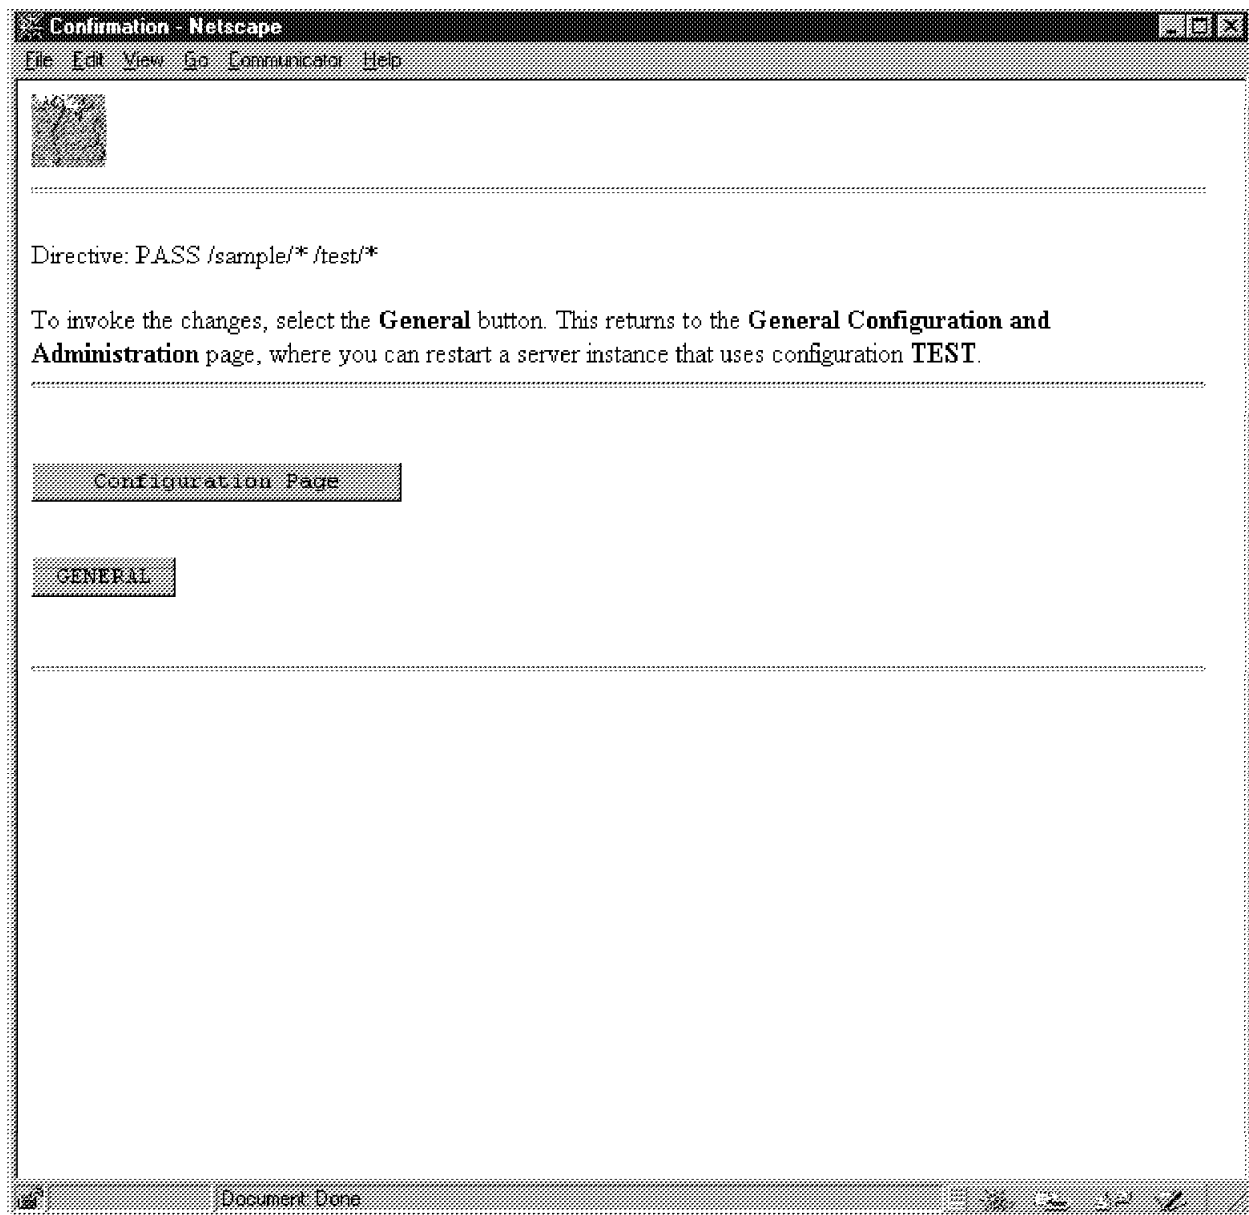 Confirmation - Netscape
File Edit View Go Communicator Help
Directive: PASS /sample/* /test/*
To invoke the changes, select the General button. This returns to the General Configuration and
Administration page, where you can restart a server instance that uses configuration TEST.
Configuration Page
GENERAL
Document: Done